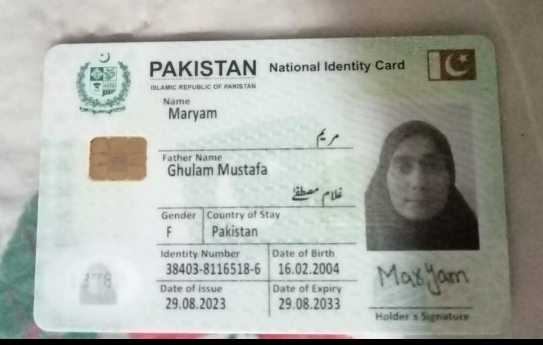 PAKISTAN National Identity Card
ISLAMIC REPUBLIC OF PAKISTAN
Name
Maryam
مریم
Father Name
Ghulam Mustafa
غلام مصطفےٰ
Gender Country of Stay
F Pakistan
Identity Number Date of Birth
38403-8116518-6 16.02.2004
Date of Issue Date of Expiry
29.08.2023 29.08.2033
Maryam
Holder's Signature